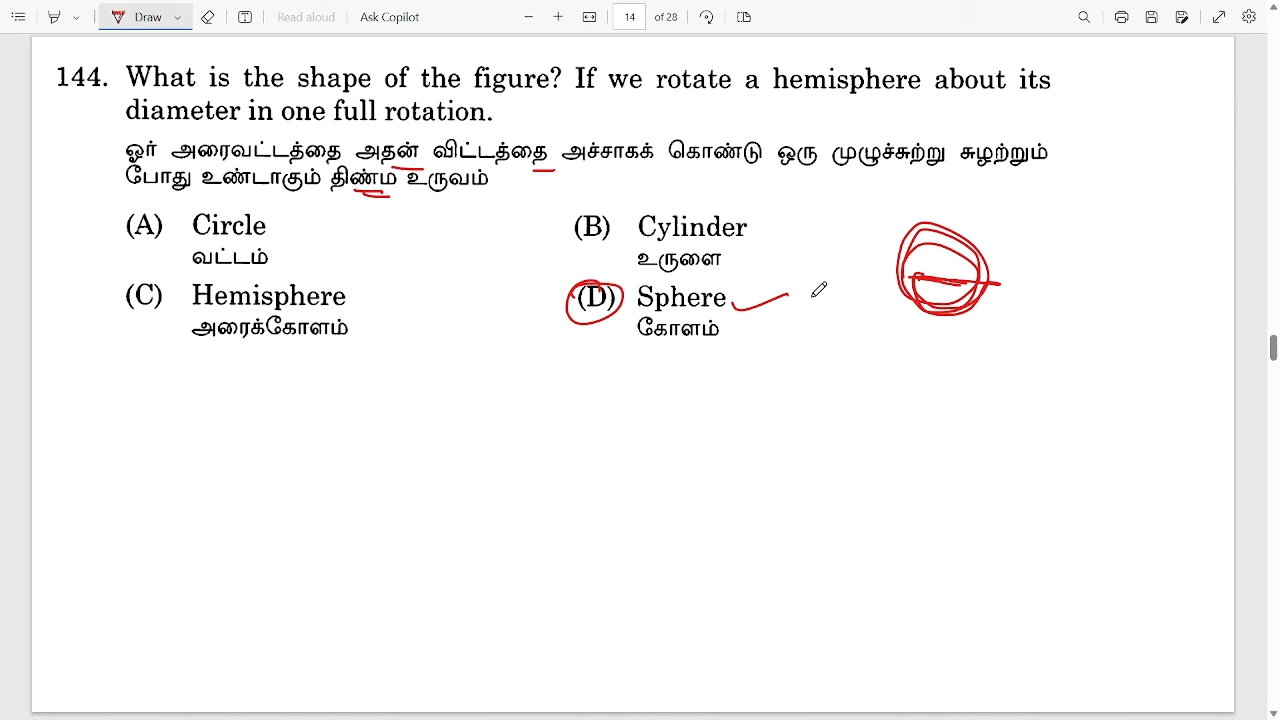 Draw
Read aloud
Ask Copilot
14
of 28
144. What is the shape of the figure? If we rotate a hemisphere about its
diameter in one full rotation.
ஓர் அரைவட்டத்தை அதன் விட்டத்தை அச்சாகக் கொண்டு ஒரு முழுச்சுற்று சுழற்றும்
போது உண்டாகும் திண்ம உருவம்
(A) Circle
வட்டம்
(B) Cylinder
உருளை
(C) Hemisphere
அரைக்கோளம்
(D) Sphere
கோளம்